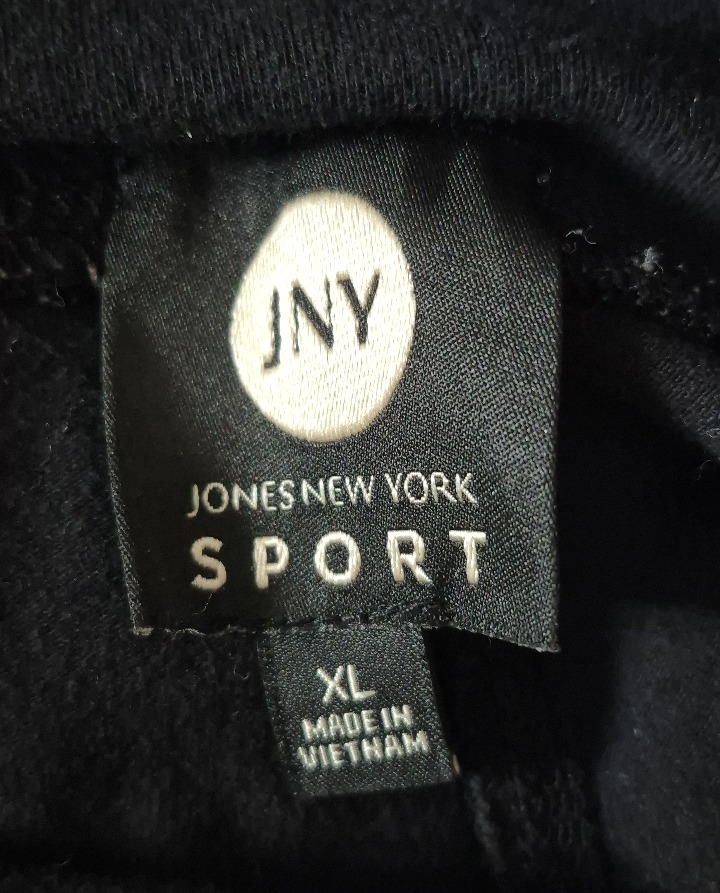 JNY
JONES NEW YORK
SPORT
XL
MADE IN
VIETNAM